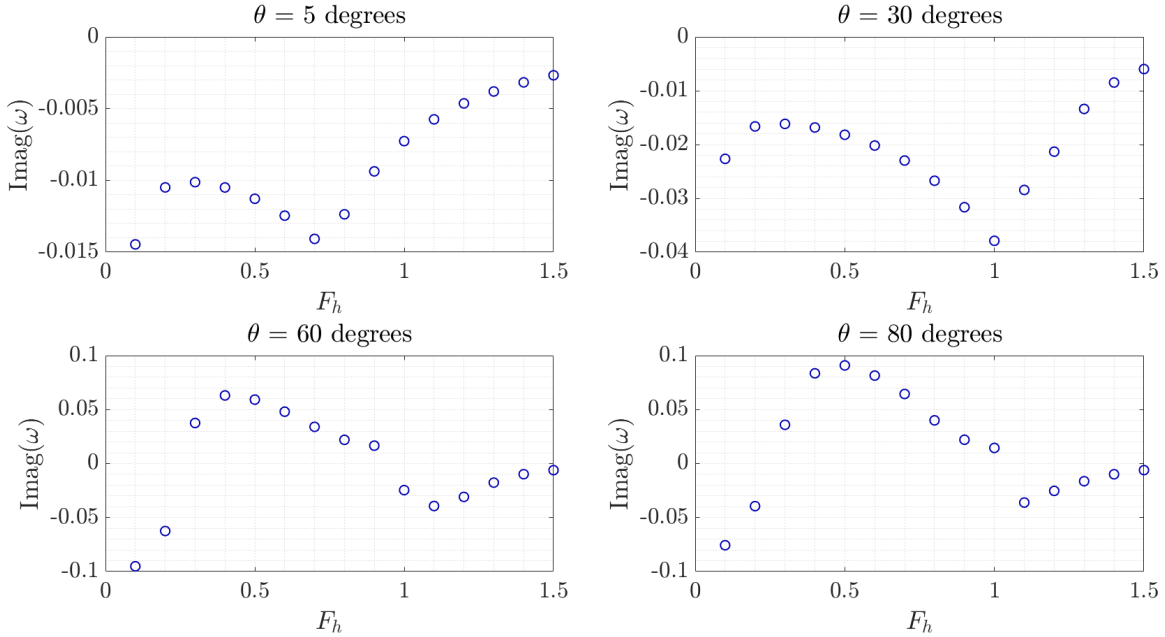 θ = 5 degrees
0
-0.005
-0.01
-0.015
Imag(ω)
0 0.5 1 1.5
F_h
θ = 30 degrees
0
-0.01
-0.02
-0.03
-0.04
Imag(ω)
0 0.5 1 1.5
F_h
θ = 60 degrees
0.1
0.05
0
-0.05
-0.1
Imag(ω)
0 0.5 1 1.5
F_h
θ = 80 degrees
0.1
0.05
0
-0.05
-0.1
Imag(ω)
0 0.5 1 1.5
F_h